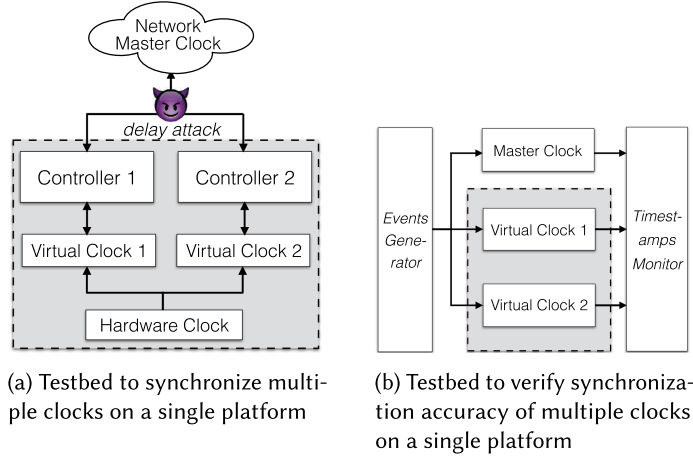 Network
Master Clock
delay attack
Controller 1
Controller 2
Virtual Clock 1
Virtual Clock 2
Hardware Clock
(a) Testbed to synchronize multi-
ple clocks on a single platform
Events
Gene-
rator
Master Clock
Virtual Clock 1
Virtual Clock 2
Timest-
amps
Monitor
(b) Testbed to verify synchroniza-
tion accuracy of multiple clocks
on a single platform